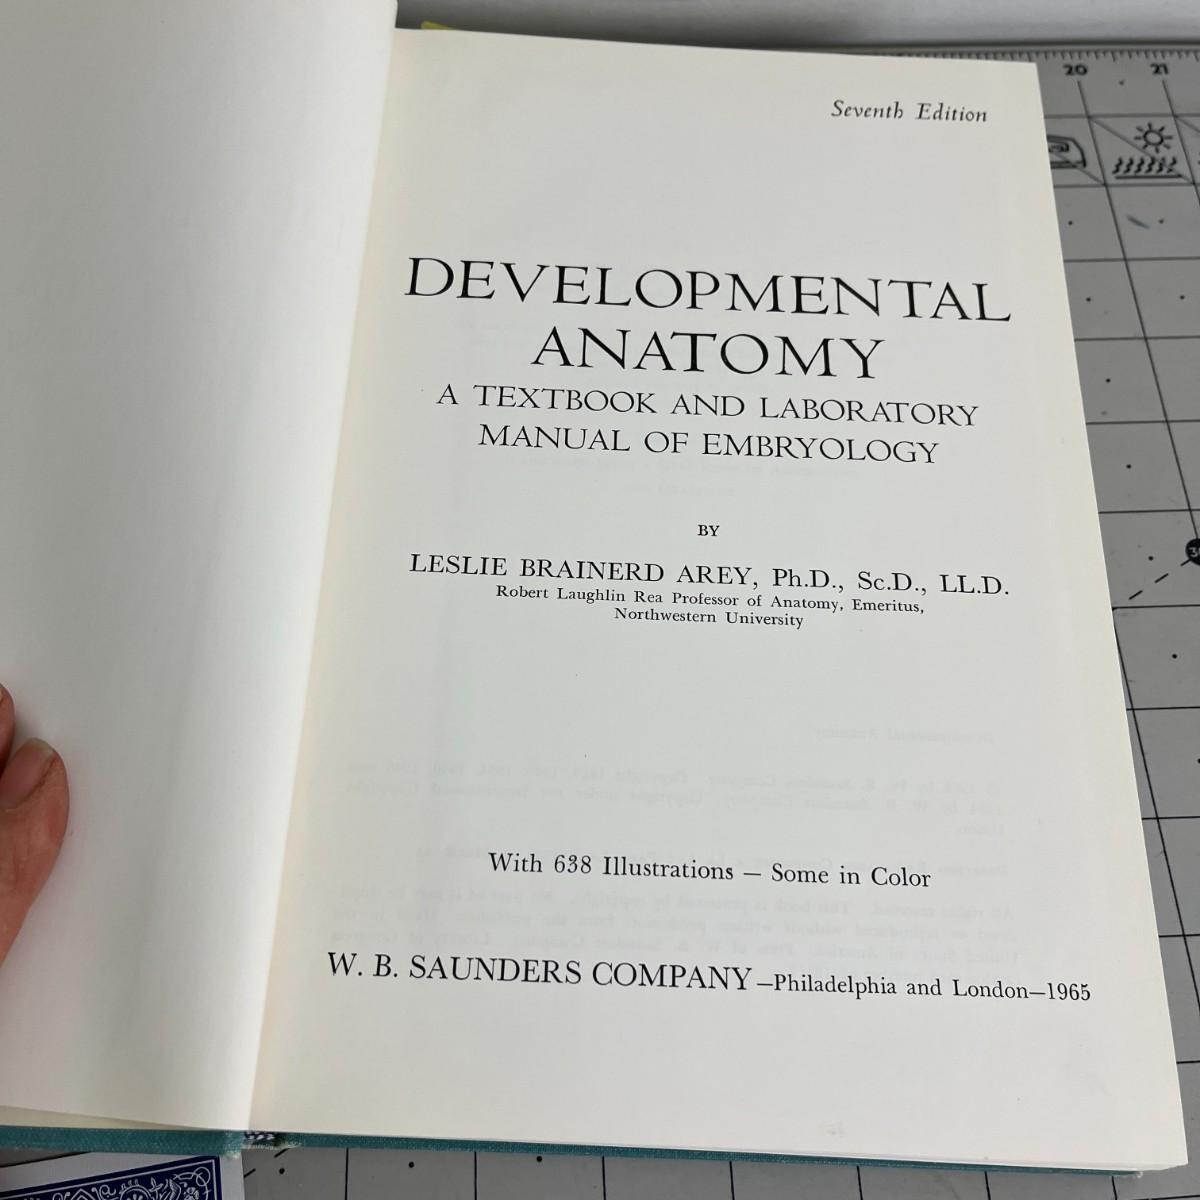 Seventh Edition
DEVELOPMENTAL
ANATOMY
A TEXTBOOK AND LABORATORY
MANUAL OF EMBRYOLOGY
BY
LESLIE BRAINERD AREY, Ph.D., Sc.D., LL.D.
Robert Laughlin Rea Professor of Anatomy, Emeritus,
Northwestern University
With 638 Illustrations — Some in Color
W. B. SAUNDERS COMPANY—Philadelphia and London—1965
20 21